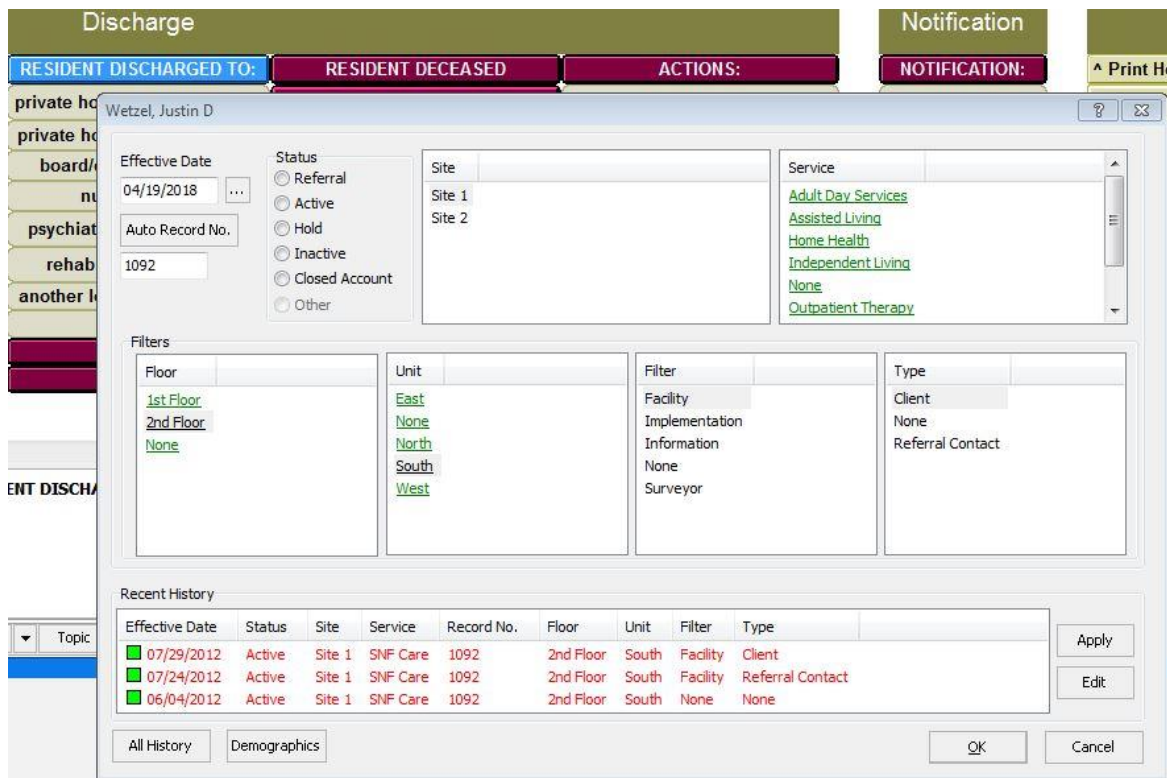 Discharge
Notification
RESIDENT DISCHARGED TO:
RESIDENT DECEASED
ACTIONS:
NOTIFICATION:
^ Print
private
private
board/
psychiat
rehab
another
ENT DISCHA
Topic
Wetzel, Justin D
?
Effective Date
04/19/2018
...
Auto Record No.
1092
Status
Referral
Active
Hold
Inactive
Closed Account
Other
Site
Site 1
Site 2
Service
Adult Day Services
Assisted Living
Home Health
Independent Living
None
Outpatient Therapy
Filters
Floor
1st Floor
2nd Floor
None
Unit
East
None
North
South
West
Filter
Facility
Implementation
Information
None
Surveyor
Type
Client
None
Referral Contact
Recent History
Effective Date Status Site Service Record No. Floor Unit Filter Type
07/29/2012 Active Site 1 SNF Care 1092 2nd Floor South Facility Client
07/24/2012 Active Site 1 SNF Care 1092 2nd Floor South Facility Referral Contact
06/04/2012 Active Site 1 SNF Care 1092 2nd Floor South None None
Apply
Edit
All History
Demographics
OK
Cancel